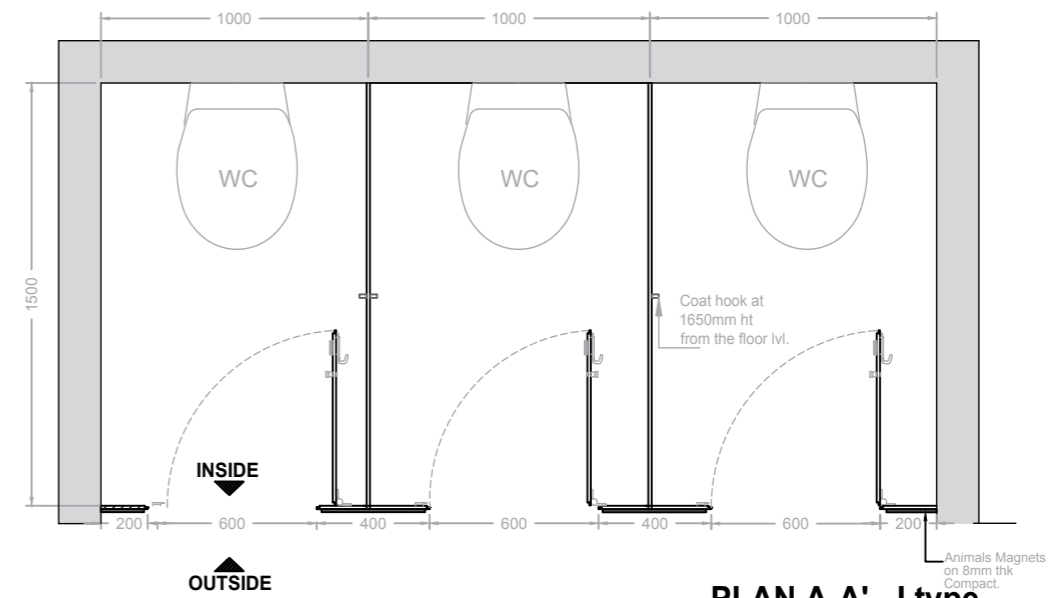 1000 1000 1000
WC WC WC
1500
Coat hook at
1650mm ht
from the floor lvl.
INSIDE
200 600 400 600 400 600 200
OUTSIDE
Animals Magnets
on 8mm thk
Compact.
PLAN A-A'